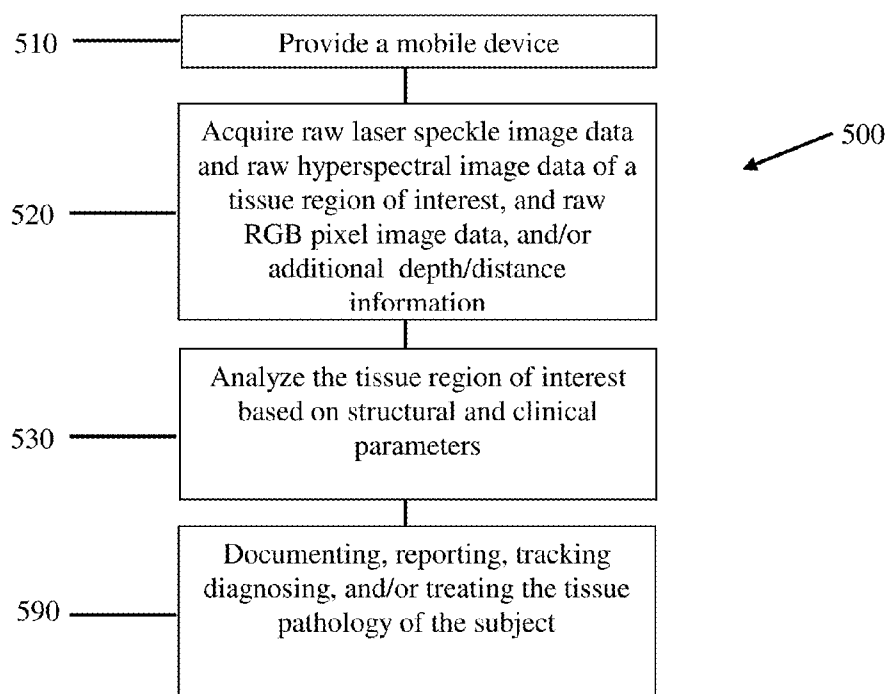 510
Provide a mobile device
500
520
Acquire raw laser speckle image data
and raw hyperspectral image data of a
tissue region of interest, and raw
RGB pixel image data, and/or
additional depth/distance
information
530
Analyze the tissue region of interest
based on structural and clinical
parameters
590
Documenting, reporting, tracking
diagnosing, and/or treating the tissue
pathology of the subject